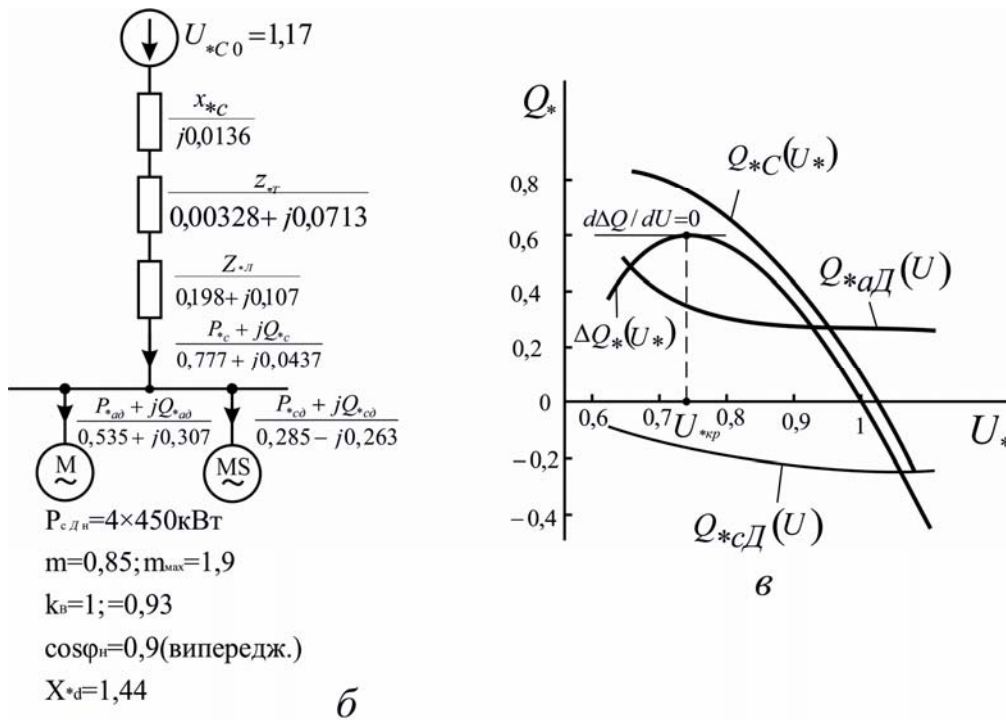 U*C0 =1,17
x*c
j0,0136
z*т
0,00328+ j0,0713
Z*л
0,198+ j0,107
P*c + jQ*c
0,777+ j0,0437
P*ад + jQ*ад
0,535+ j0,307
P*сд + jQ*сд
0,285− j0,263
M
~
MS
~
Pс д н=4×450кВт
m=0,85; mмах=1,9
kв=1;=0,93
cosφн=0,9(випередж.)
X*d=1,44
б
Q*
0,8
0,6
0,4
0,2
0
−0,2
−0,4
dΔQ / dU=0
Q*C(U*)
Q*аД(U)
ΔQ*(U*)
0,6
0,7
0,8
0,9
1
U*
U*кр
Q*сД(U)
в